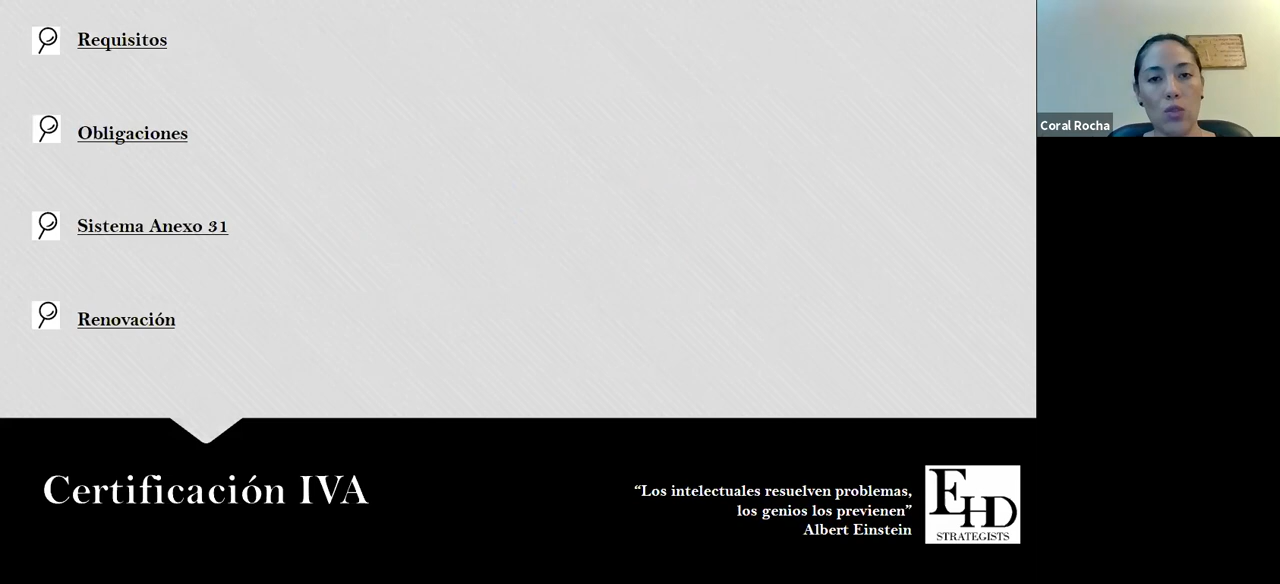 Requisitos
Obligaciones
Sistema Anexo 31
Renovación
Coral Rocha
Certificación IVA
“Los intelectuales resuelven problemas,
los genios los previenen”
Albert Einstein
EHD
STRATEGISTS